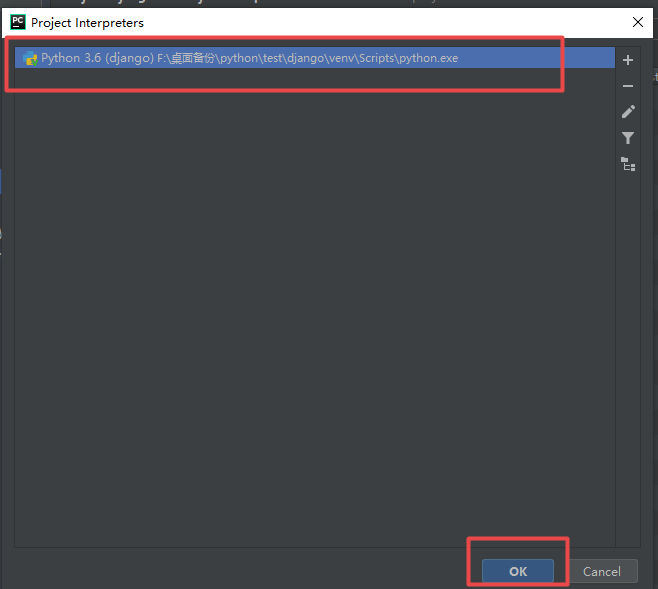 PC Project Interpreters
Python 3.6 (django) F:\桌面备份\python\test\django\venv\Scripts\python.exe
OK Cancel